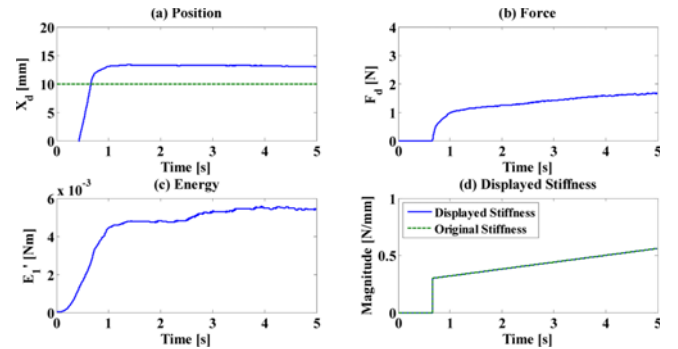 (a) Position
X_d [mm]
20
15
10
5
0
0 1 2 3 4 5
Time [s]
(b) Force
F_d [N]
4
3
2
1
0
0 1 2 3 4 5
Time [s]
(c) Energy
x 10^-3
E_1' [Nm]
6
4
2
0
0 1 2 3 4 5
Time [s]
(d) Displayed Stiffness
Magnitude [N/mm]
1
0.5
0
Displayed Stiffness
Original Stiffness
0 1 2 3 4 5
Time [s]